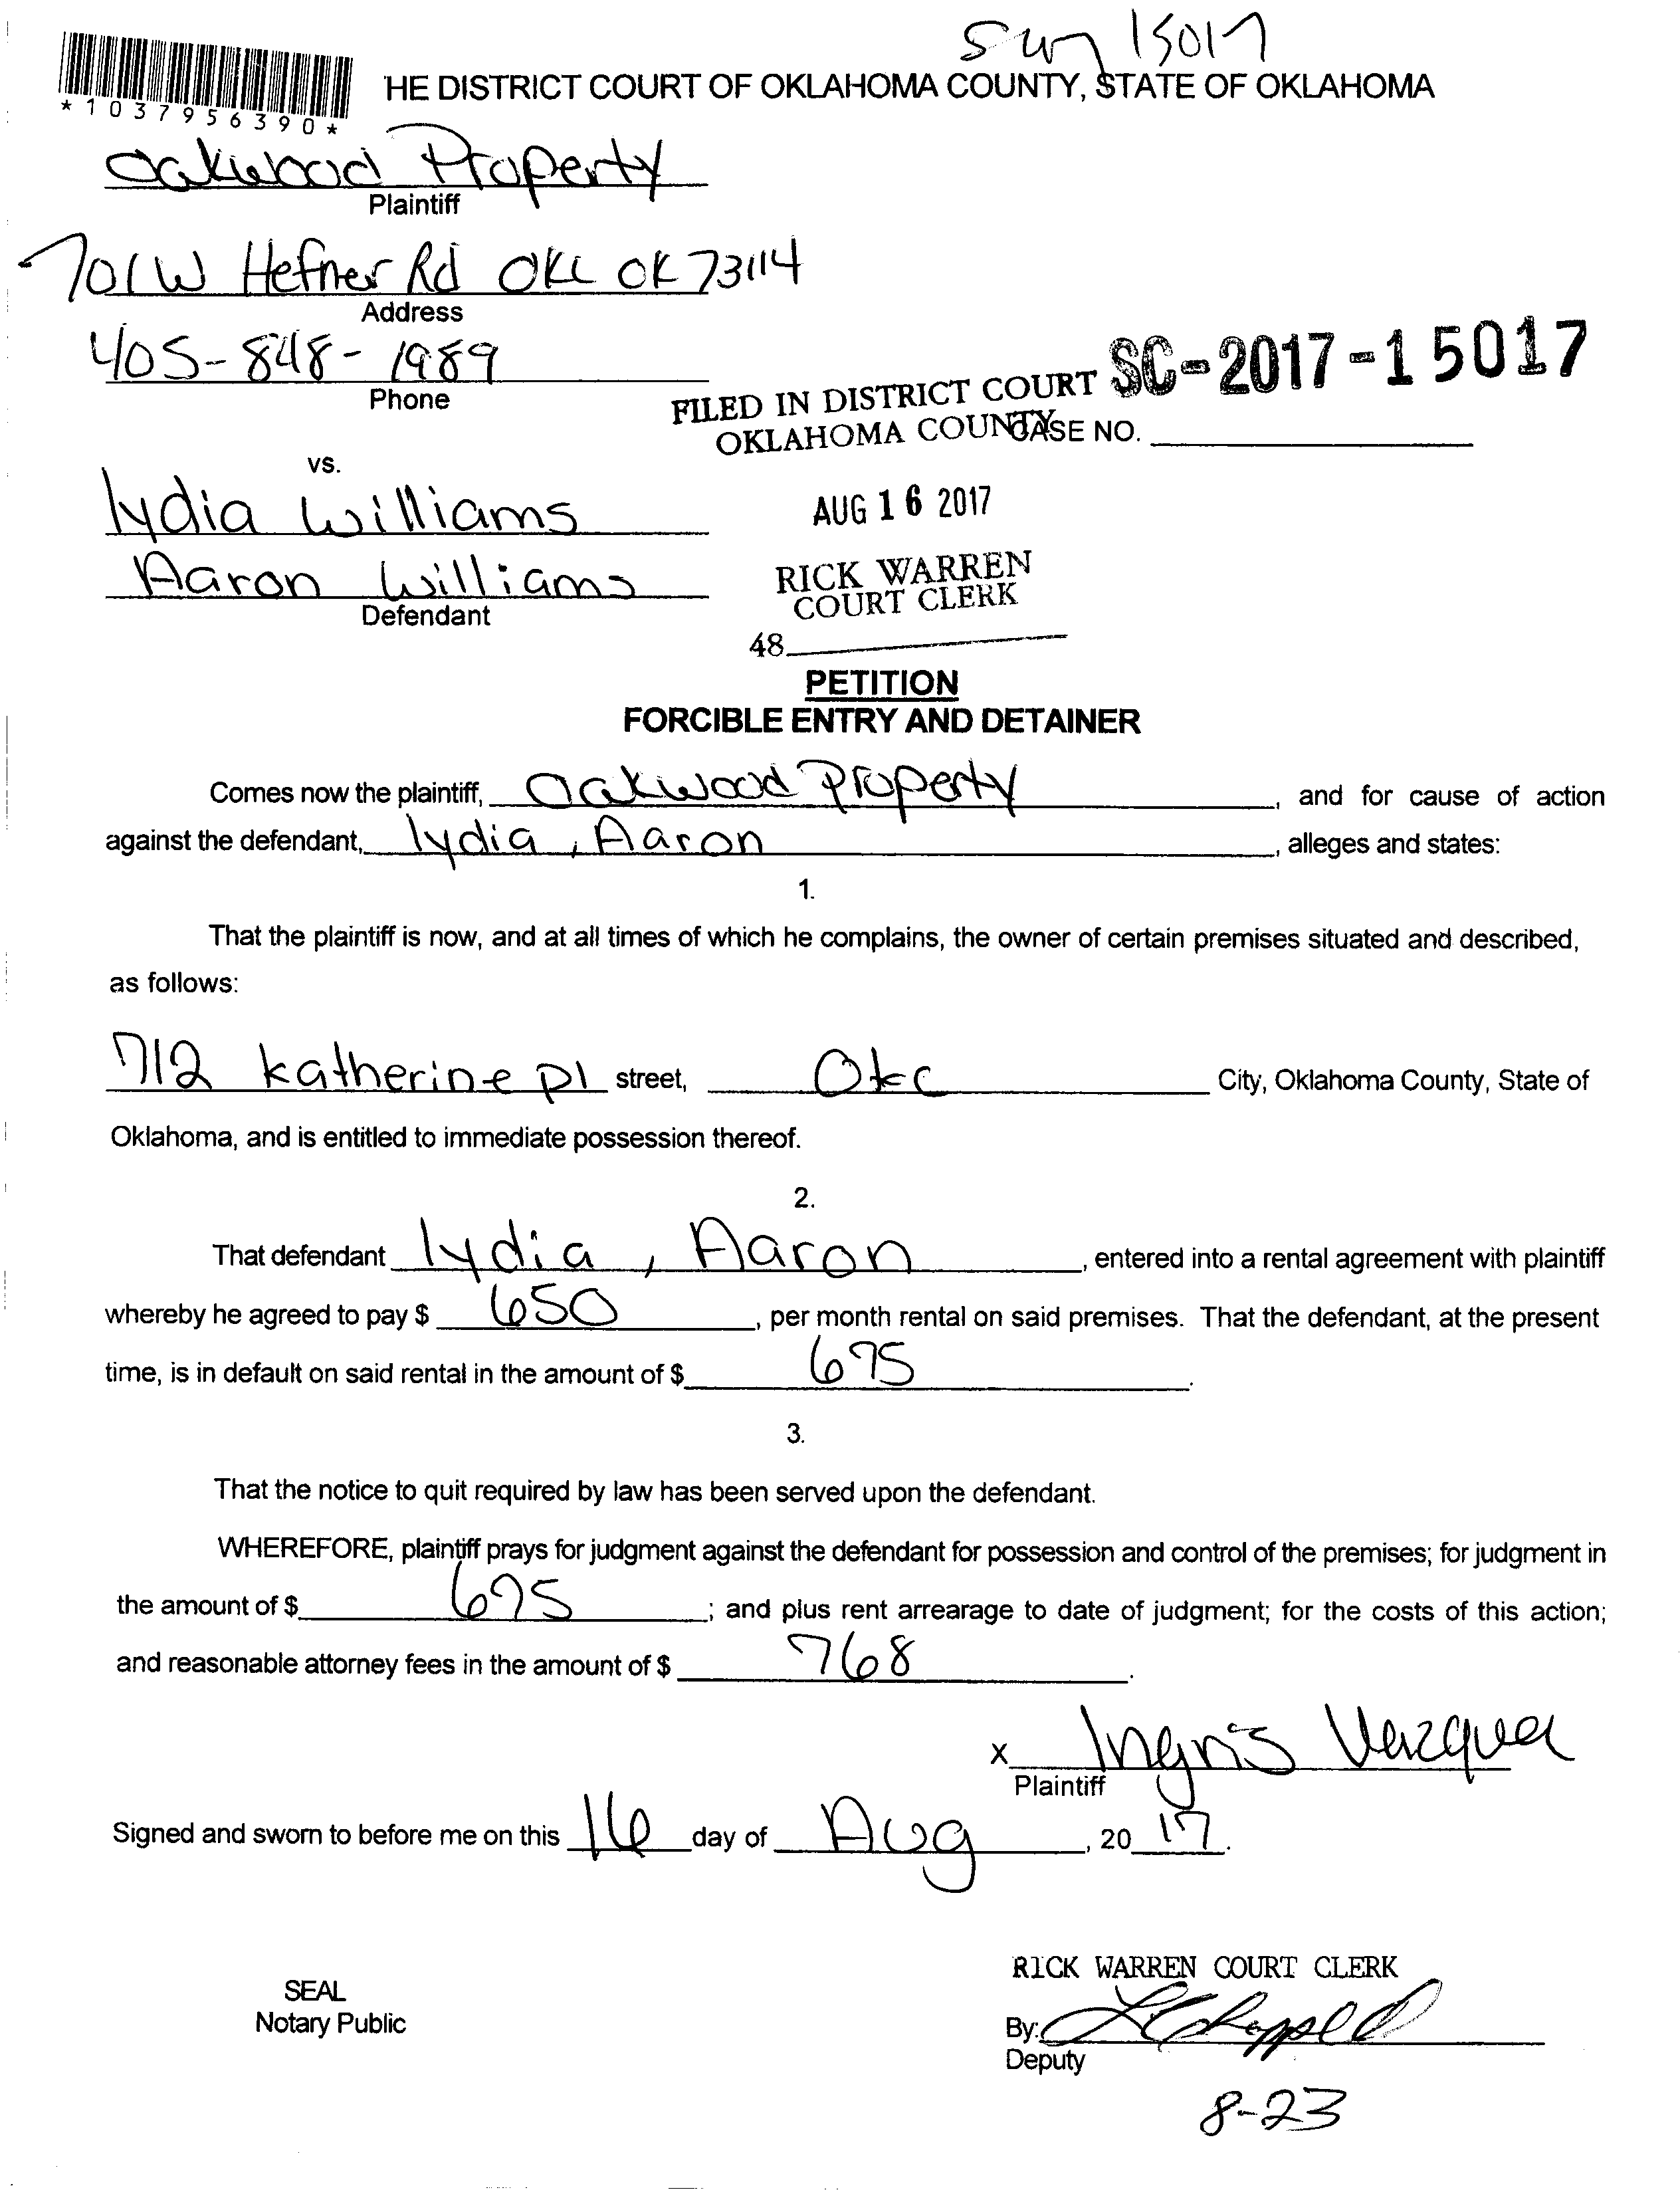 15017
HE DISTRICT COURT OF OKLAHOMA COUNTY, STATE OF OKLAHOMA
*1037956390*
Oakwood Property
Plaintiff
701 W Hefner Rd OKC OK 73114
Address
405-848-1989
Phone
SC-2017-15017
FILED IN DISTRICT COURT
OKLAHOMA COUNTY
CASE NO.
vs.
lydia williams
AUG 16 2017
Aaron williams
Defendant
RICK WARREN
COURT CLERK
48
PETITION
FORCIBLE ENTRY AND DETAINER
Comes now the plaintiff, Oakwood Property, and for cause of action
against the defendant, lydia, Aaron, alleges and states:
1.
That the plaintiff is now, and at all times of which he complains, the owner of certain premises situated and described,
as follows:
712 katherine pl street, Okc City, Oklahoma County, State of
Oklahoma, and is entitled to immediate possession thereof.
2.
That defendant lydia, Aaron, entered into a rental agreement with plaintiff
whereby he agreed to pay $ 650, per month rental on said premises. That the defendant, at the present
time, is in default on said rental in the amount of $ 675.
3.
That the notice to quit required by law has been served upon the defendant.
WHEREFORE, plaintiff prays for judgment against the defendant for possession and control of the premises; for judgment in
the amount of $ 675; and plus rent arrearage to date of judgment; for the costs of this action;
and reasonable attorney fees in the amount of $ 768.
x Ingris Vazquez
Plaintiff
Signed and sworn to before me on this 16 day of Aug, 20 17.
RICK WARREN COURT CLERK
SEAL
Notary Public
By:
Deputy
8-23